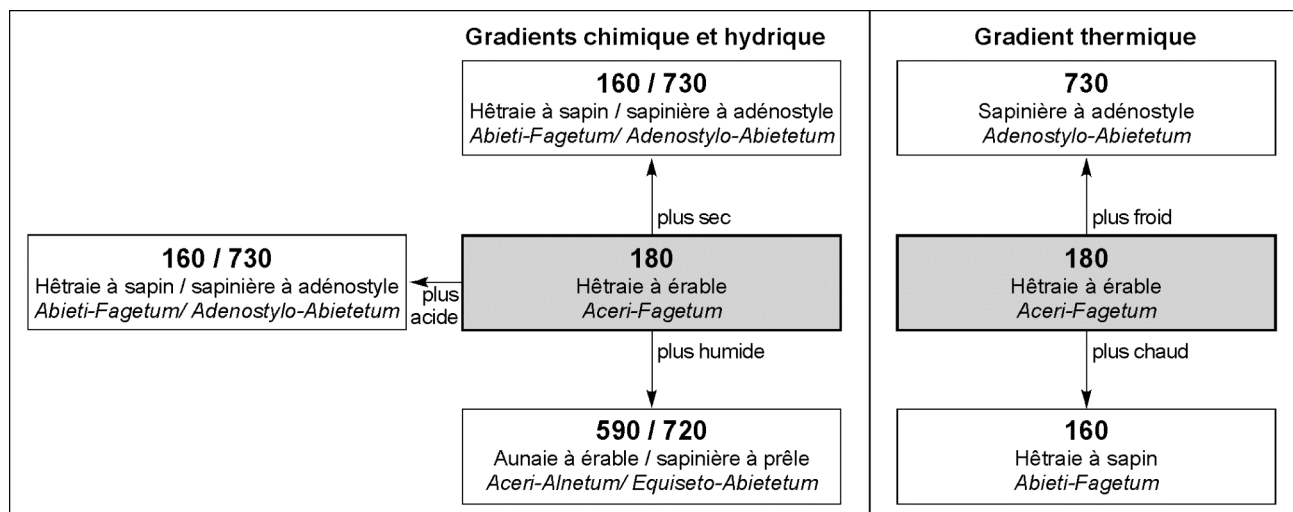 Gradients chimique et hydrique
160 / 730
Hêtraie à sapin / sapinière à adénostyle
Abieti-Fagetum/ Adenostylo-Abietetum
plus sec
160 / 730
Hêtraie à sapin / sapinière à adénostyle
Abieti-Fagetum/ Adenostylo-Abietetum
plus
acide
180
Hêtraie à érable
Aceri-Fagetum
plus humide
590 / 720
Aunaie à érable / sapinière à prêle
Aceri-Alnetum/ Equiseto-Abietetum
Gradient thermique
730
Sapinière à adénostyle
Adenostylo-Abietetum
plus froid
180
Hêtraie à érable
Aceri-Fagetum
plus chaud
160
Hêtraie à sapin
Abieti-Fagetum